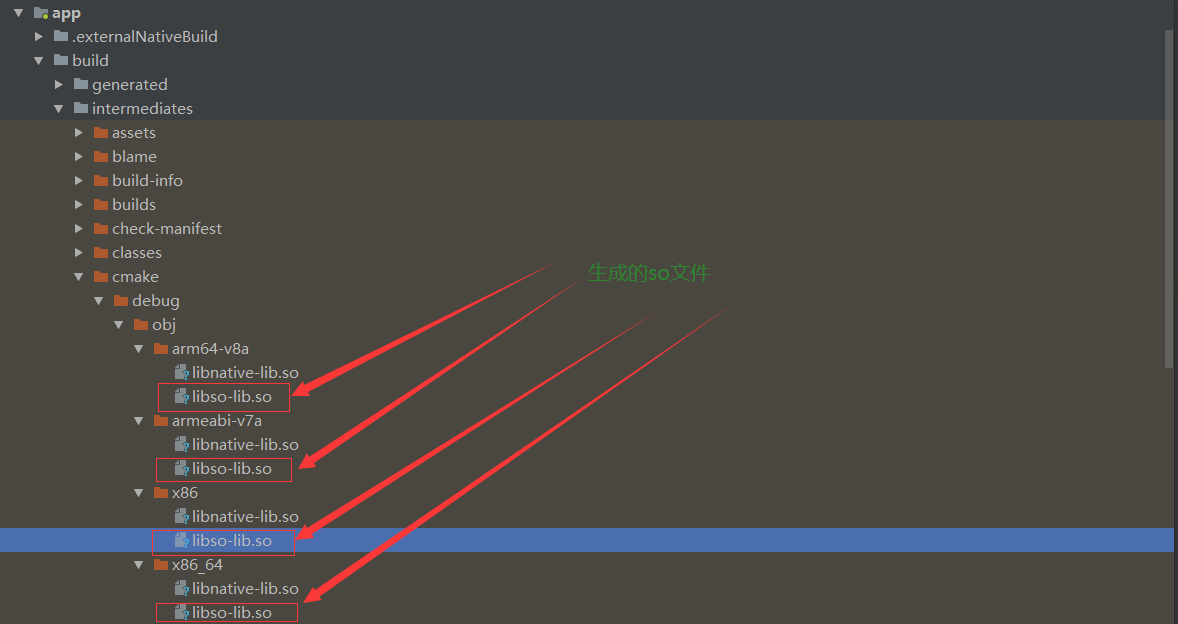 app
.externalNativeBuild
build
generated
intermediates
assets
blame
build-info
builds
check-manifest
classes
生成的so文件
cmake
debug
obj
arm64-v8a
libnative-lib.so
libso-lib.so
armeabi-v7a
libnative-lib.so
libso-lib.so
x86
libnative-lib.so
libso-lib.so
x86_64
libnative-lib.so
libso-lib.so